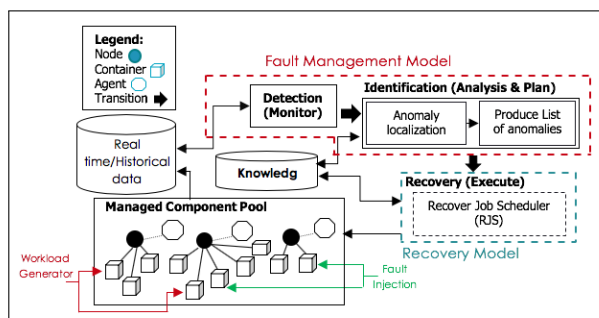 Legend:
Node
Container
Agent
Transition
Fault Management Model
Detection
(Monitor)
Identification (Analysis & Plan)
Anomaly
localization
Produce List
of anomalies
Real
time/Historical
data
Knowledg
Recovery (Execute)
Recover Job Scheduler
(RJS)
Recovery Model
Managed Component Pool
Workload
Generator
Fault
Injection